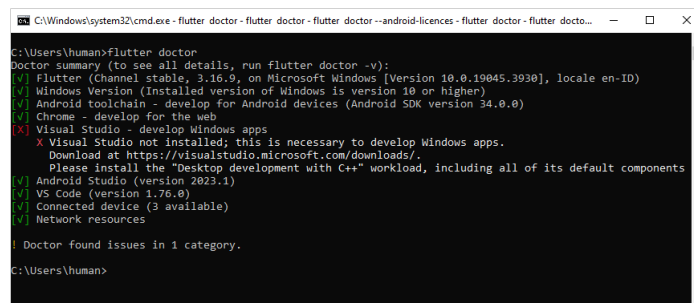 C:\Windows\system32\cmd.exe - flutter doctor - flutter doctor - flutter doctor --android-licences - flutter doctor - flutter docto...
C:\Users\human>flutter doctor
Doctor summary (to see all details, run flutter doctor -v):
[√] Flutter (Channel stable, 3.16.9, on Microsoft Windows [Version 10.0.19045.3930], locale en-ID)
[√] Windows Version (Installed version of Windows is version 10 or higher)
[√] Android toolchain - develop for Android devices (Android SDK version 34.0.0)
[√] Chrome - develop for the web
[X] Visual Studio - develop Windows apps
X Visual Studio not installed; this is necessary to develop Windows apps.
Download at https://visualstudio.microsoft.com/downloads/.
Please install the "Desktop development with C++" workload, including all of its default components
[√] Android Studio (version 2023.1)
[√] VS Code (version 1.76.0)
[√] Connected device (3 available)
[√] Network resources
! Doctor found issues in 1 category.
C:\Users\human>